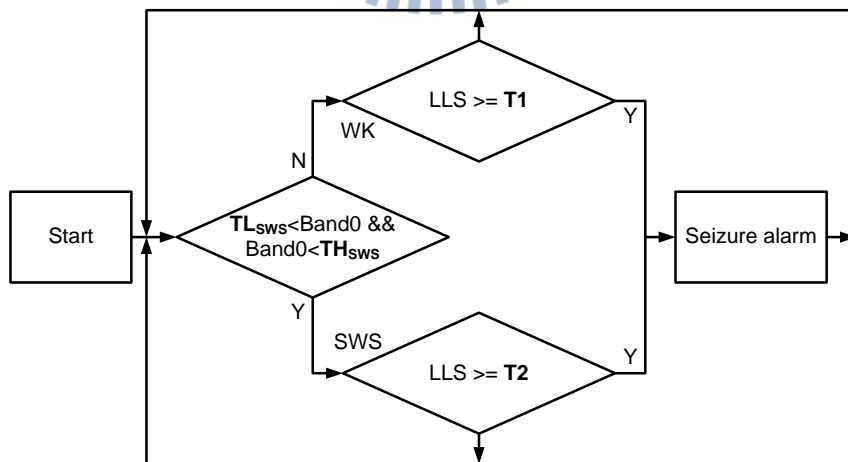 LLS >= T1
Y
WK
N
Start
TLSWS<Band0 &&
Band0<THSWS
Seizure alarm
Y
SWS
LLS >= T2
Y